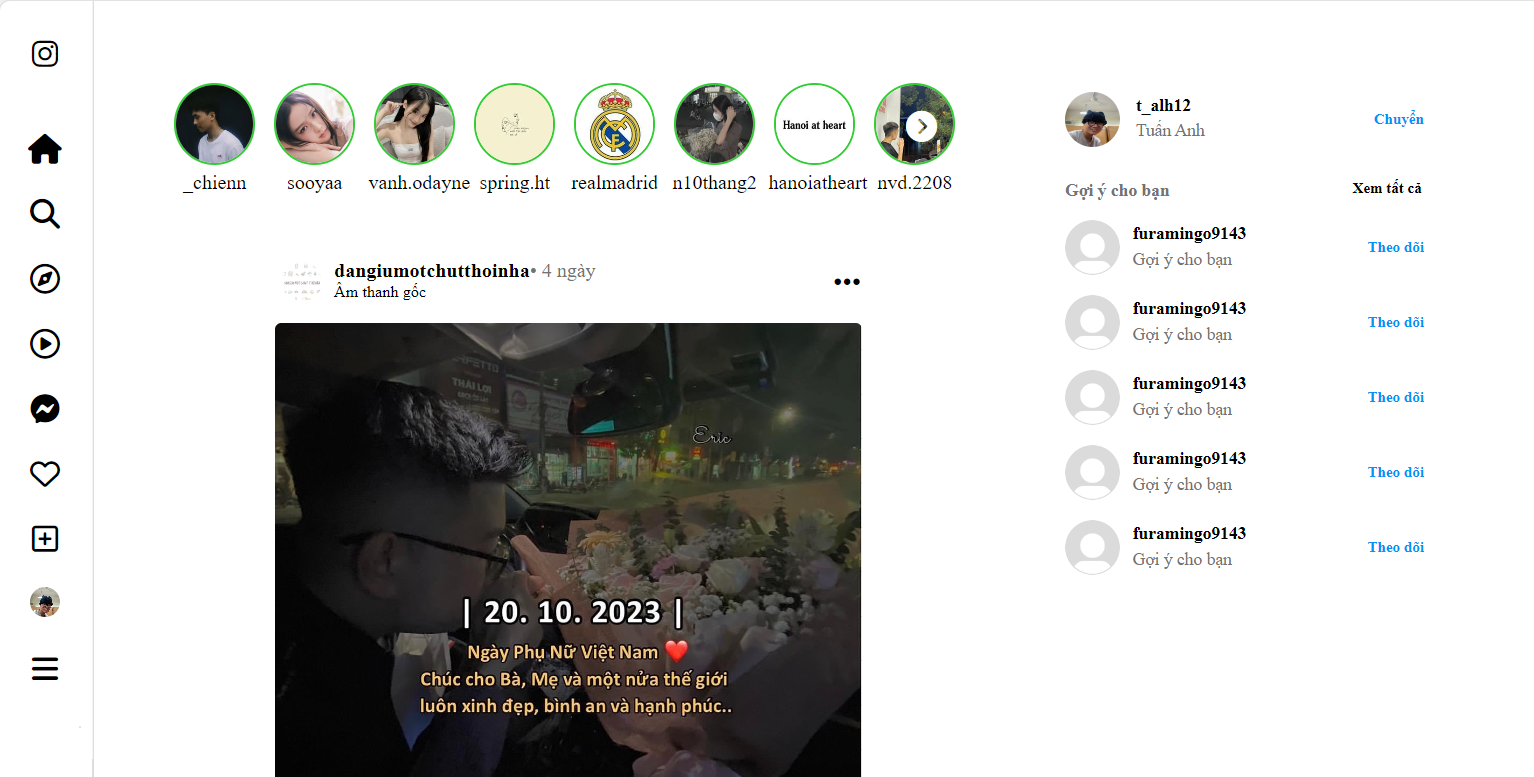 _chienn
sooyaa
vanh.odayne
spring.ht
realmadrid
n10thang2
Hanoi at heart
hanoiatheart
nvd.2208
dangiumotchutthoinha• 4 ngày
Âm thanh gốc
THÁI LỢI
Eric
| 20. 10. 2023 |
Ngày Phụ Nữ Việt Nam ❤️
Chúc cho Bà, Mẹ và một nửa thế giới
luôn xinh đẹp, bình an và hạnh phúc..
t_alh12
Tuấn Anh
Chuyển
Gợi ý cho bạn
Xem tất cả
furamingo9143
Gợi ý cho bạn
Theo dõi
furamingo9143
Gợi ý cho bạn
Theo dõi
furamingo9143
Gợi ý cho bạn
Theo dõi
furamingo9143
Gợi ý cho bạn
Theo dõi
furamingo9143
Gợi ý cho bạn
Theo dõi